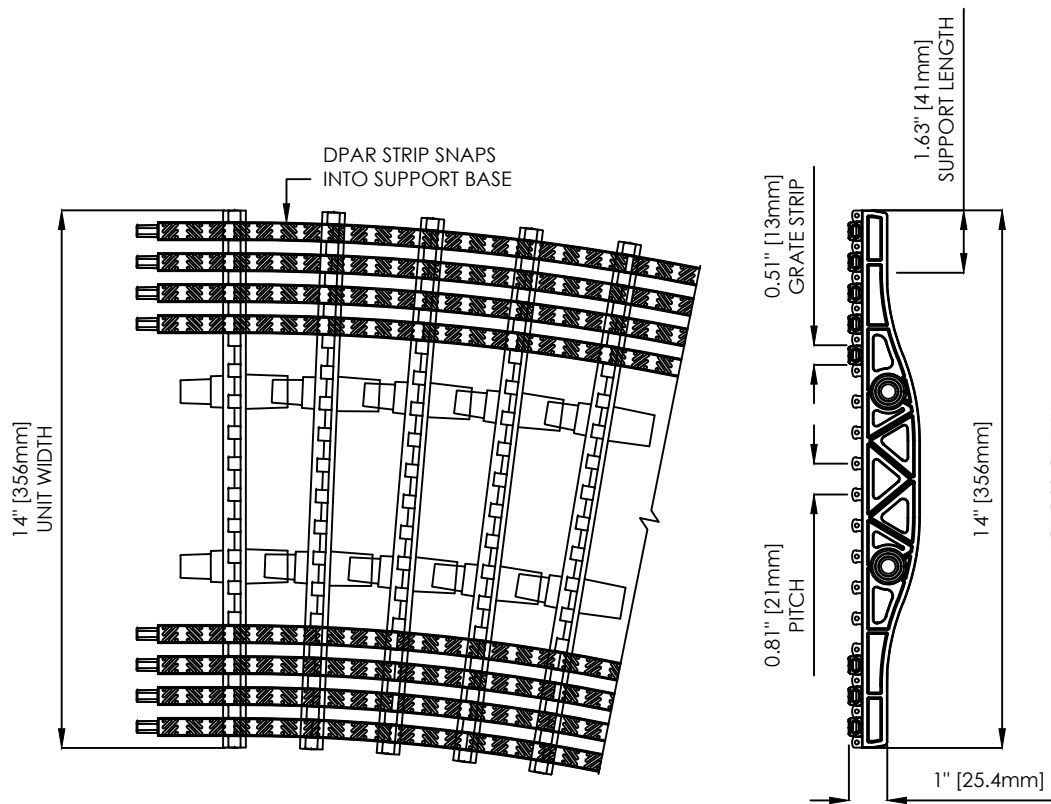 DPAR STRIP SNAPS
INTO SUPPORT BASE
14" [356mm]
UNIT WIDTH
0.51" [13mm]
GRATE STRIP
0.81" [21mm]
PITCH
1.63" [41mm]
SUPPORT LENGTH
14" [356mm]
1" [25.4mm]